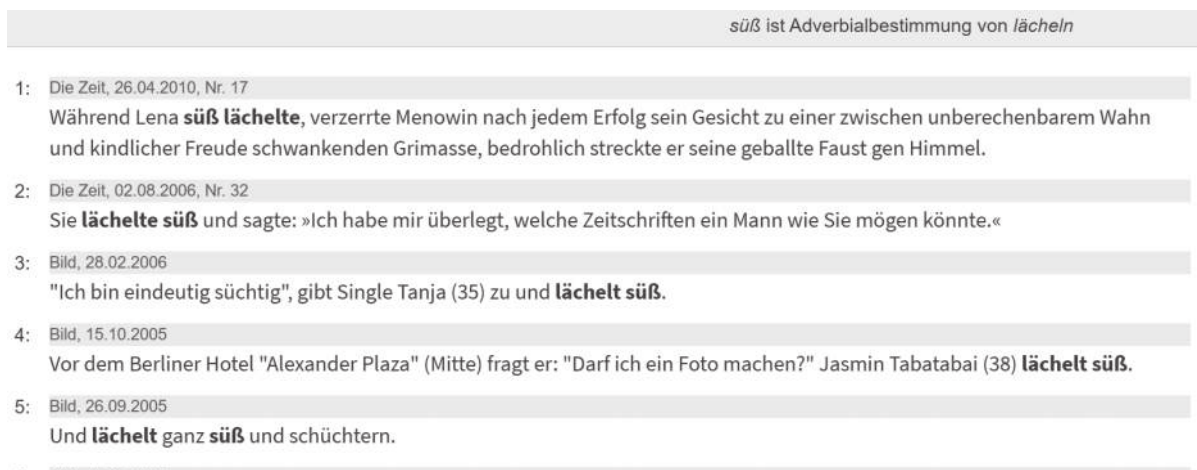 süß ist Adverbialbestimmung von lächeln
1: Die Zeit, 26.04.2010, Nr. 17
Während Lena süß lächelte, verzerrte Menowin nach jedem Erfolg sein Gesicht zu einer zwischen unberechenbarem Wahn
und kindlicher Freude schwankenden Grimasse, bedrohlich streckte er seine geballte Faust gen Himmel.
2: Die Zeit, 02.08.2006, Nr. 32
Sie lächelte süß und sagte: »Ich habe mir überlegt, welche Zeitschriften ein Mann wie Sie mögen könnte.«
3: Bild, 28.02.2006
"Ich bin eindeutig süchtig", gibt Single Tanja (35) zu und lächelt süß.
4: Bild, 15.10.2005
Vor dem Berliner Hotel "Alexander Plaza" (Mitte) fragt er: "Darf ich ein Foto machen?" Jasmin Tabatabai (38) lächelt süß.
5: Bild, 26.09.2005
Und lächelt ganz süß und schüchtern.